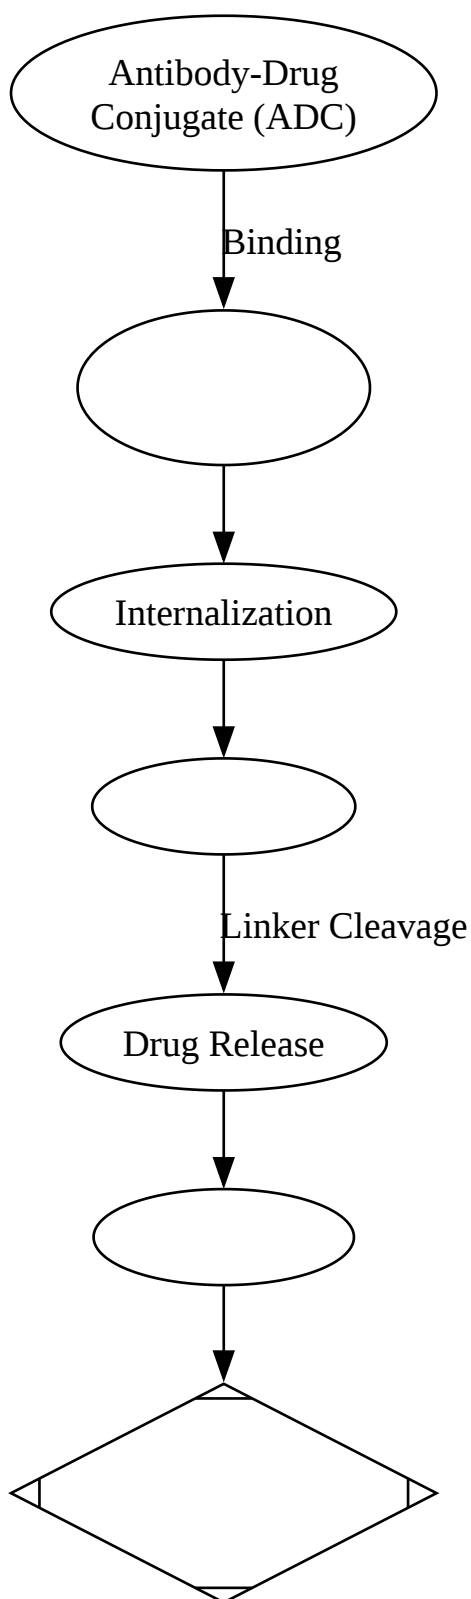 Antibody-Drug
Conjugate (ADC)
Binding
Internalization
Linker Cleavage
Drug Release